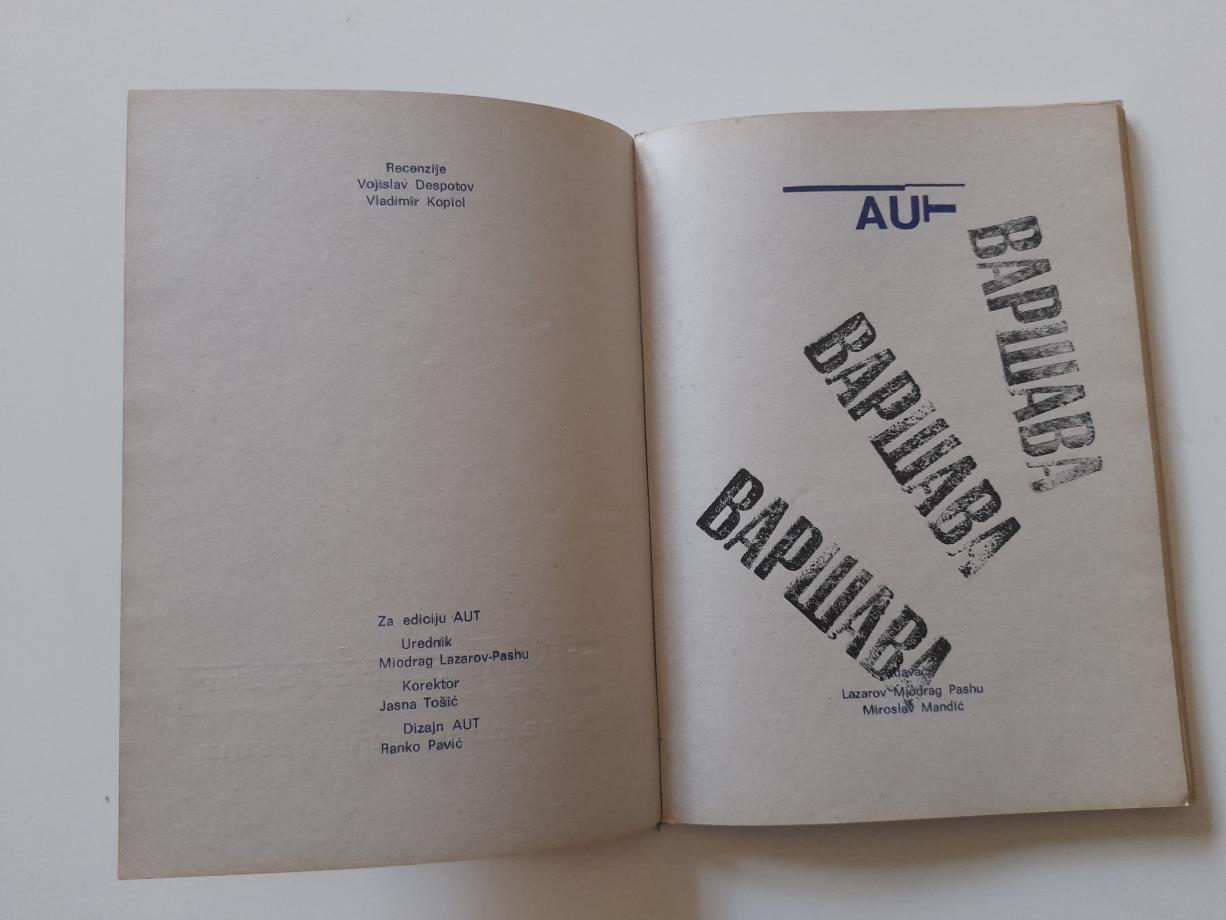 Recenzije
Vojislav Despotov
Vladimir Kopicl
Za ediciju AUT
Urednik
Miodrag Lazarov-Pashu
Korektor
Jasna Tošić
Dizajn AUT
Ranko Pavić
AUT
ВАРШАВА
ВАРШАВА
ВАРШАВА
Lazarov Miodrag Pashu
Miroslav Mandić